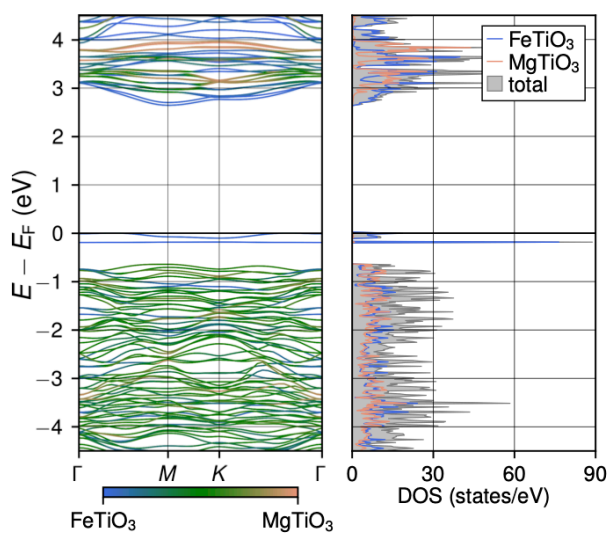 4
3
2
1
0
−1
−2
−3
−4
E − E_F (eV)
Γ M K Γ
FeTiO₃ MgTiO₃
FeTiO₃
MgTiO₃
total
0 30 60 90
DOS (states/eV)